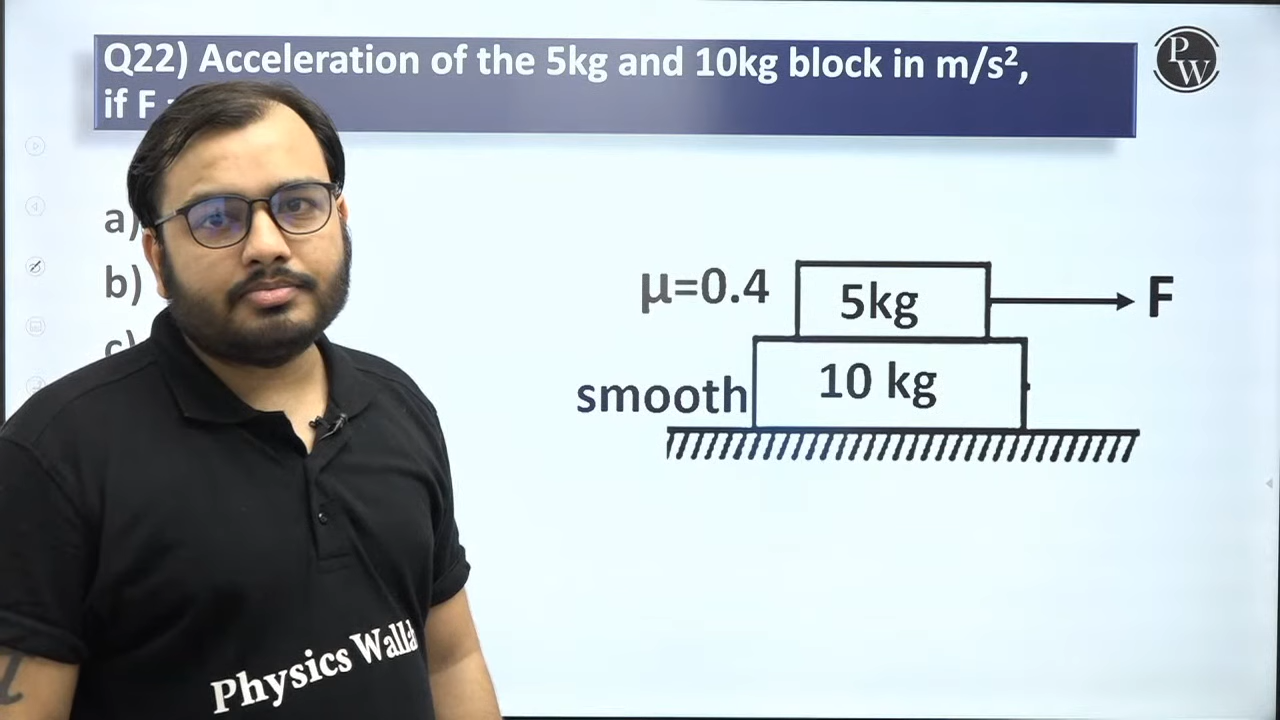 Q22) Acceleration of the 5kg and 10kg block in m/s²,
if F
a)
b)
c)
μ=0.4
5kg
F
smooth
10 kg
Physics Walla
P
W